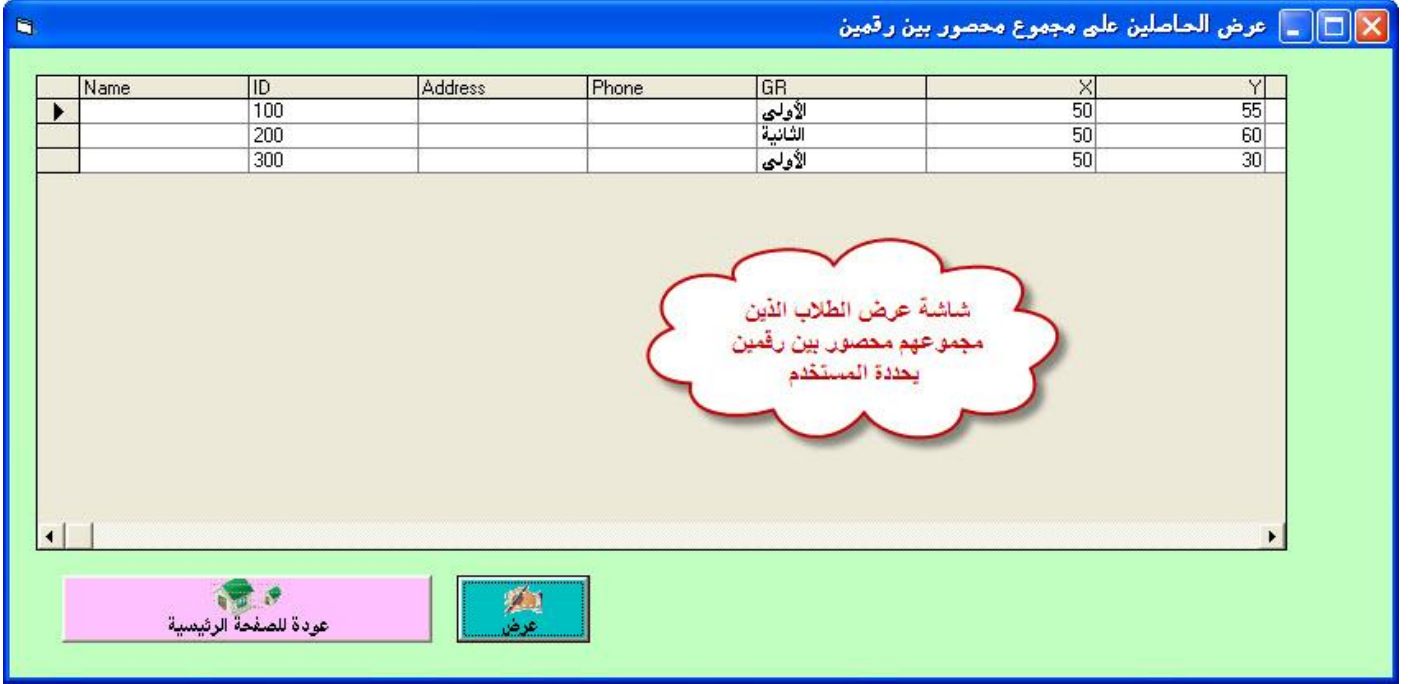 عرض الحاصلين على مجموع محصور بين رقمين
Name ID Address Phone GR X Y
100 الأولى 50 55
200 الثانية 50 60
300 الأولى 50 30
شاشة عرض الطلاب الذين
مجموعهم محصور بين رقمين
يحددة المستخدم
عودة للصفحة الرئيسية
عرض